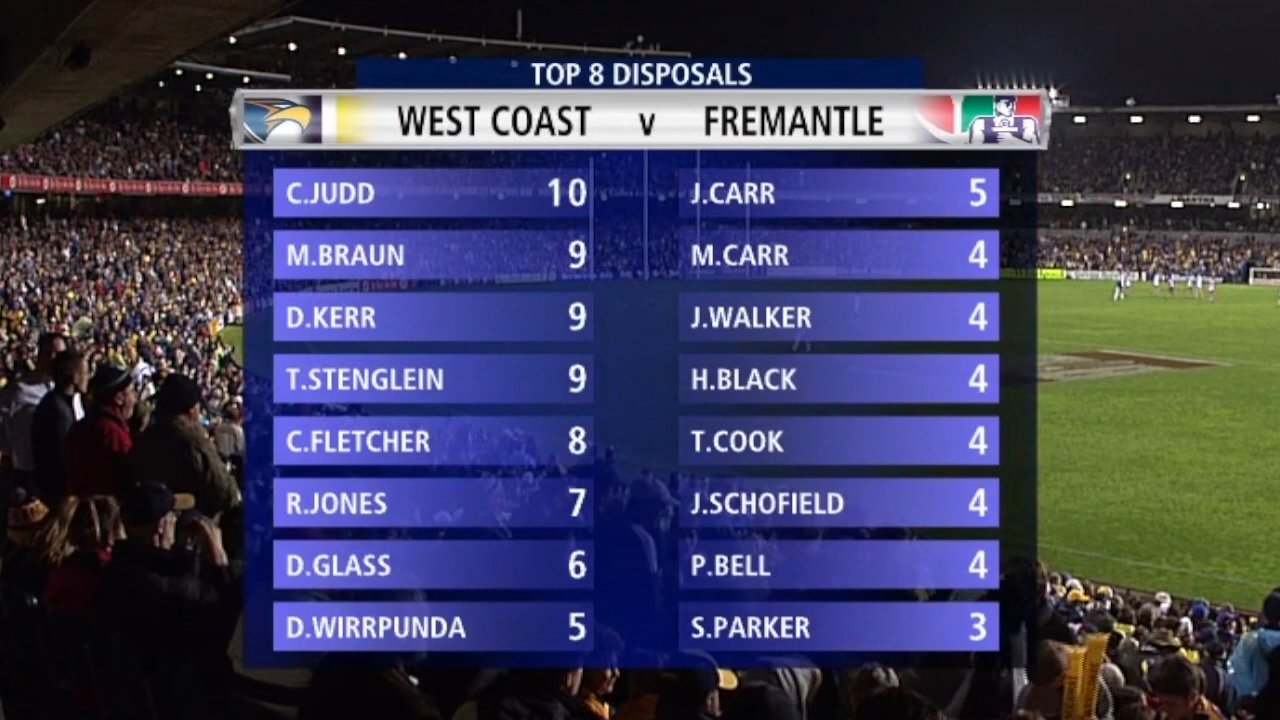 TOP 8 DISPOSALS
WEST COAST v FREMANTLE
C.JUDD 10 J.CARR 5
M.BRAUN 9 M.CARR 4
D.KERR 9 J.WALKER 4
T.STENGLEIN 9 H.BLACK 4
C.FLETCHER 8 T.COOK 4
R.JONES 7 J.SCHOFIELD 4
D.GLASS 6 P.BELL 4
D.WIRRPUNDA 5 S.PARKER 3